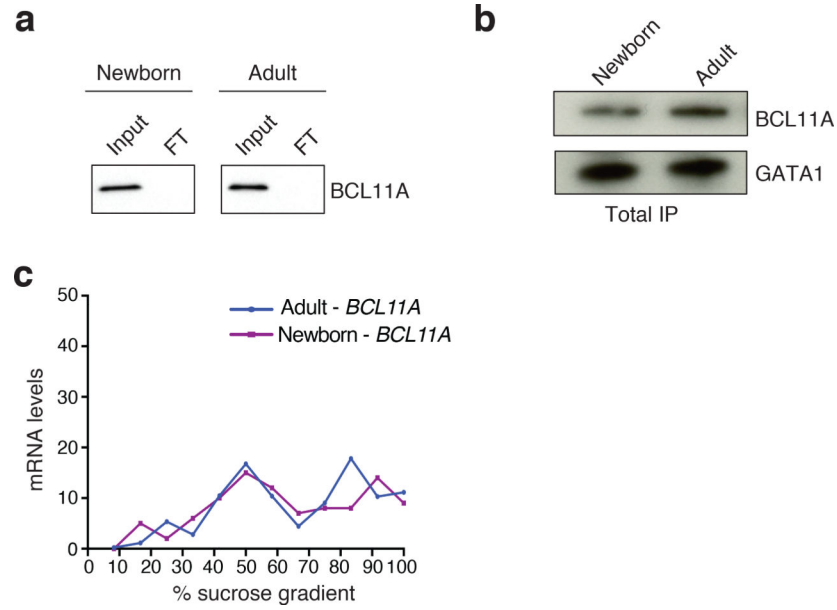 a
Newborn Adult
Input FT Input FT
BCL11A
b
Newborn Adult
BCL11A
GATA1
Total IP
c
50
40
30
20
10
0
mRNA levels
Adult - BCL11A
Newborn - BCL11A
0 10 20 30 40 50 60 70 80 90 100
% sucrose gradient